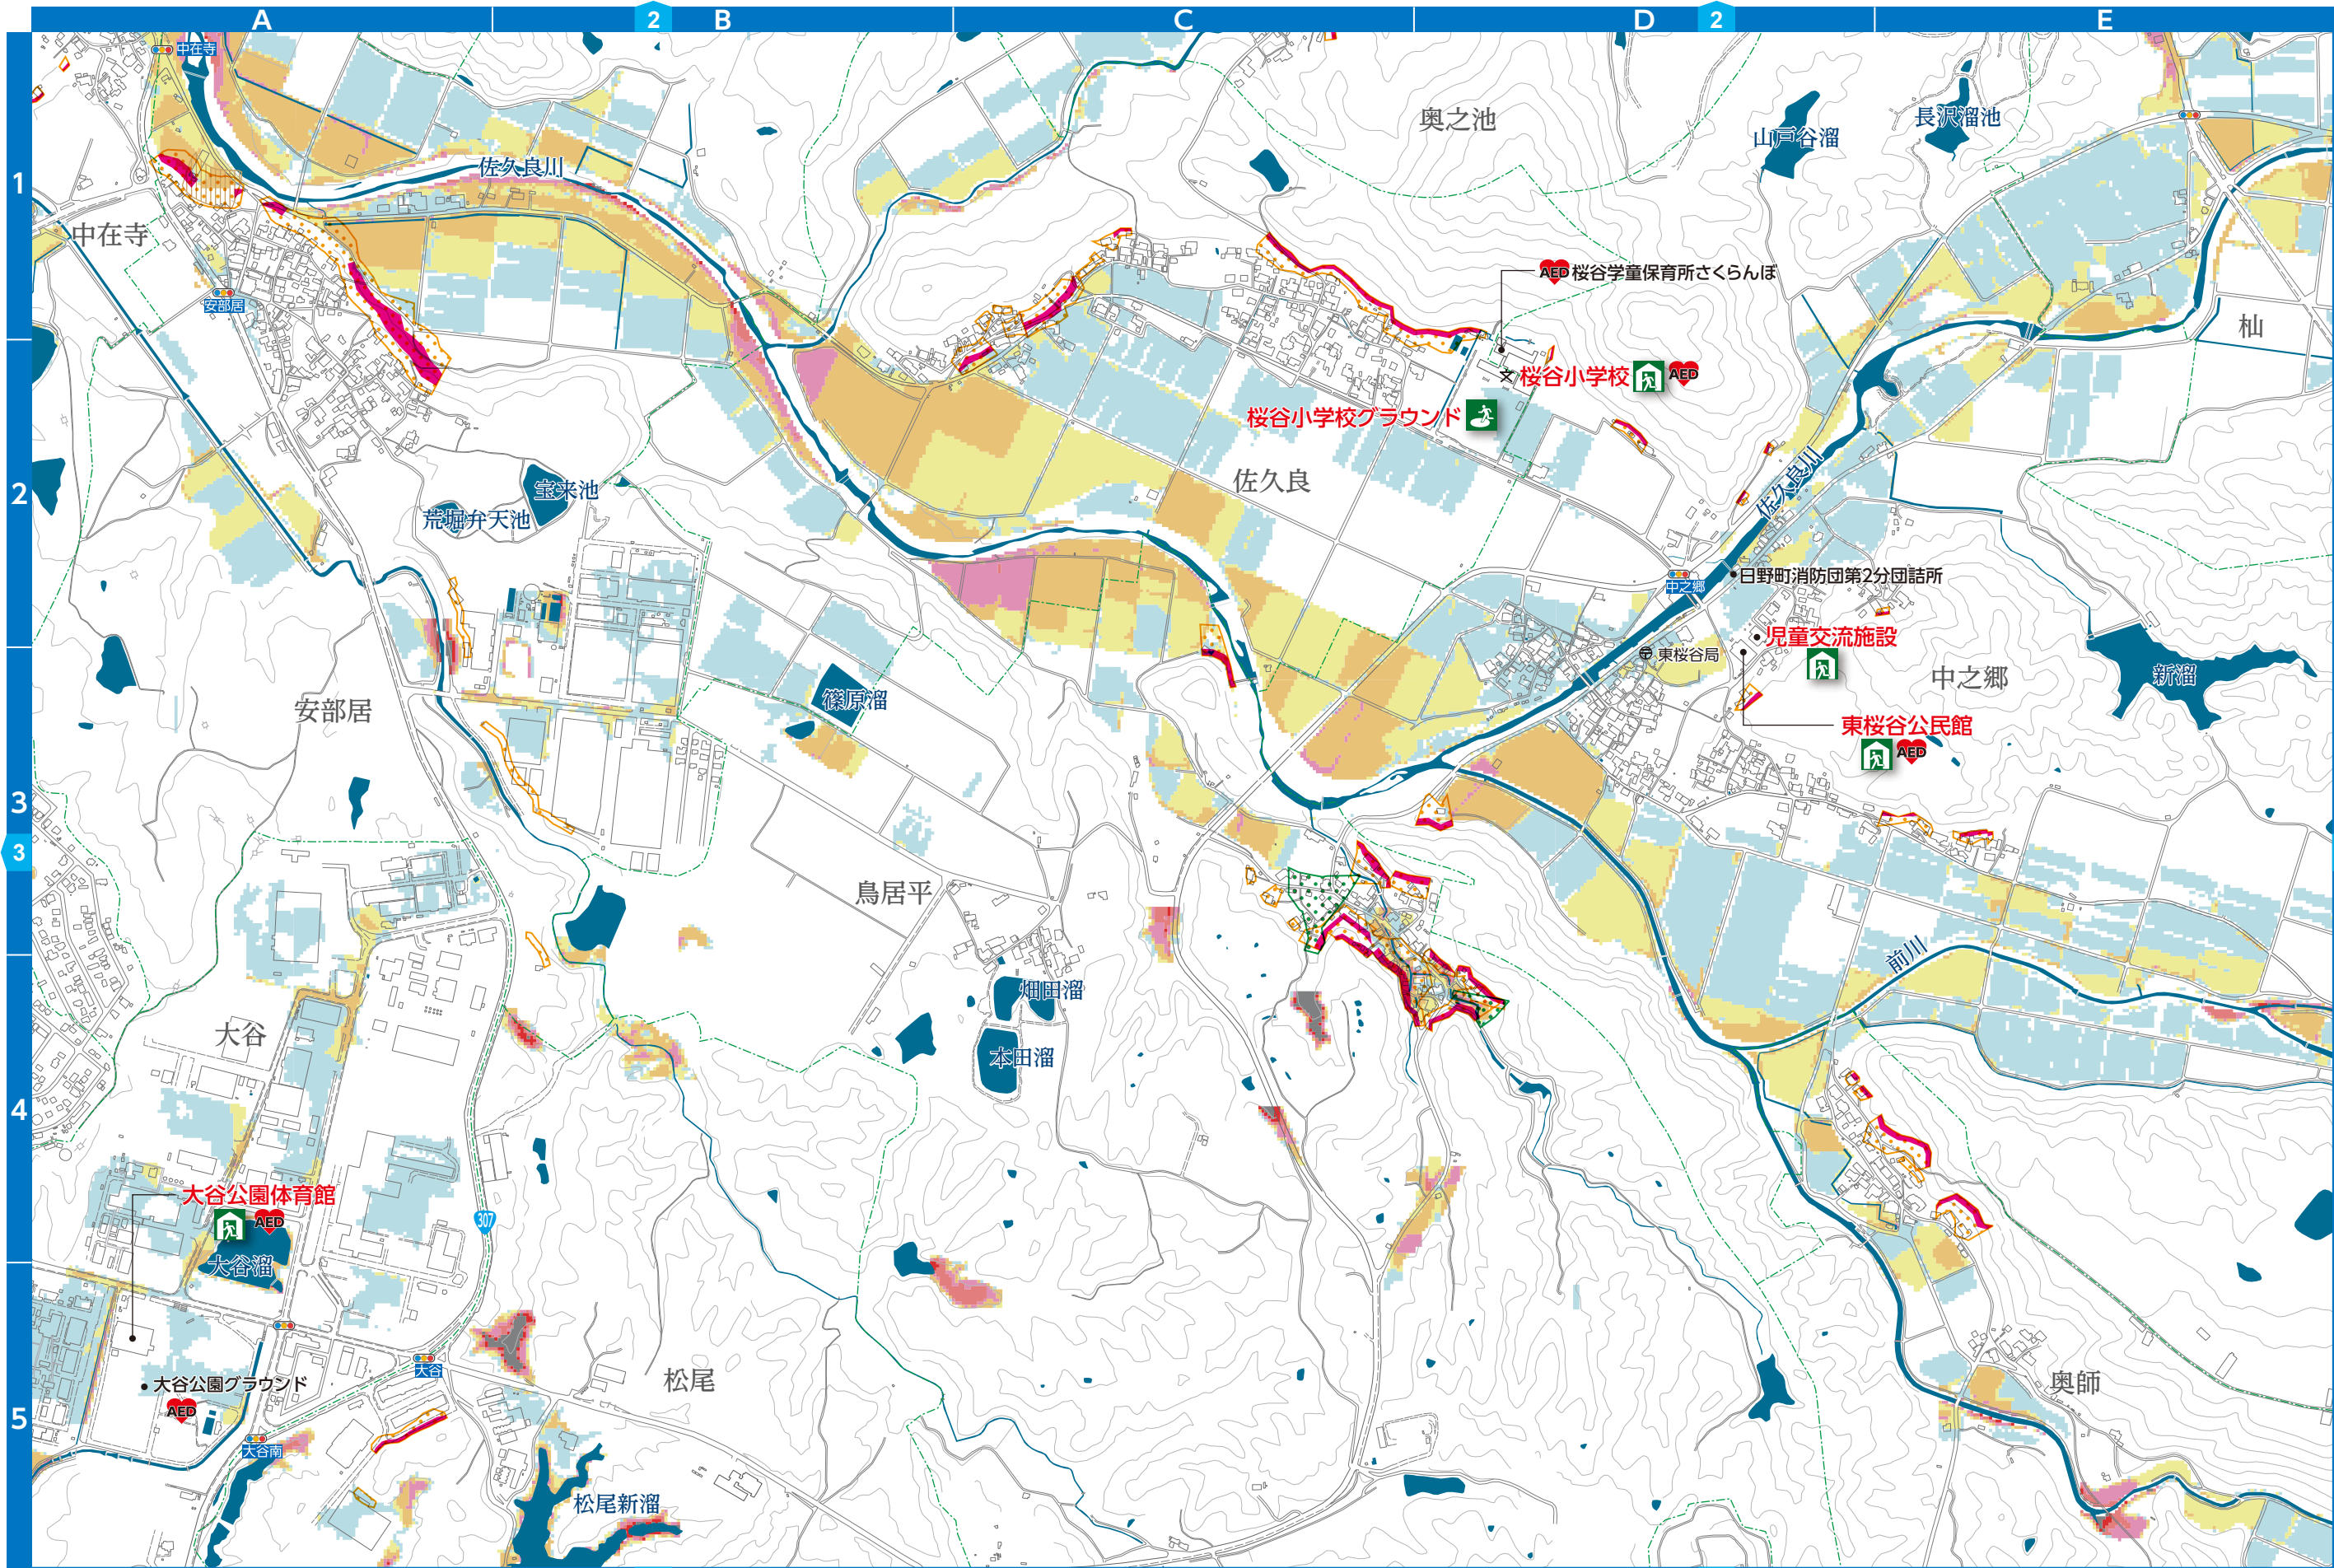 A
2
B
C
D
2
E
1
2
3
3
4
5
中在寺
佐久良川
中在寺
安部居
奥之池
山戸谷溜
長沢溜池
杣
AED
桜谷学童保育所さくらんぼ
桜谷小学校
AED
桜谷小学校グラウンド
佐久良
佐久良川
宝来池
荒堀弁天池
中之郷
日野町消防団第2分団詰所
児童交流施設
東桜谷局
中之郷
新溜
東桜谷公民館
AED
安部居
篠原溜
鳥居平
前川
畑田溜
本田溜
大谷
大谷公園体育館
AED
大谷溜
307
大谷
大谷公園グラウンド
AED
大谷南
松尾
松尾新溜
奥師